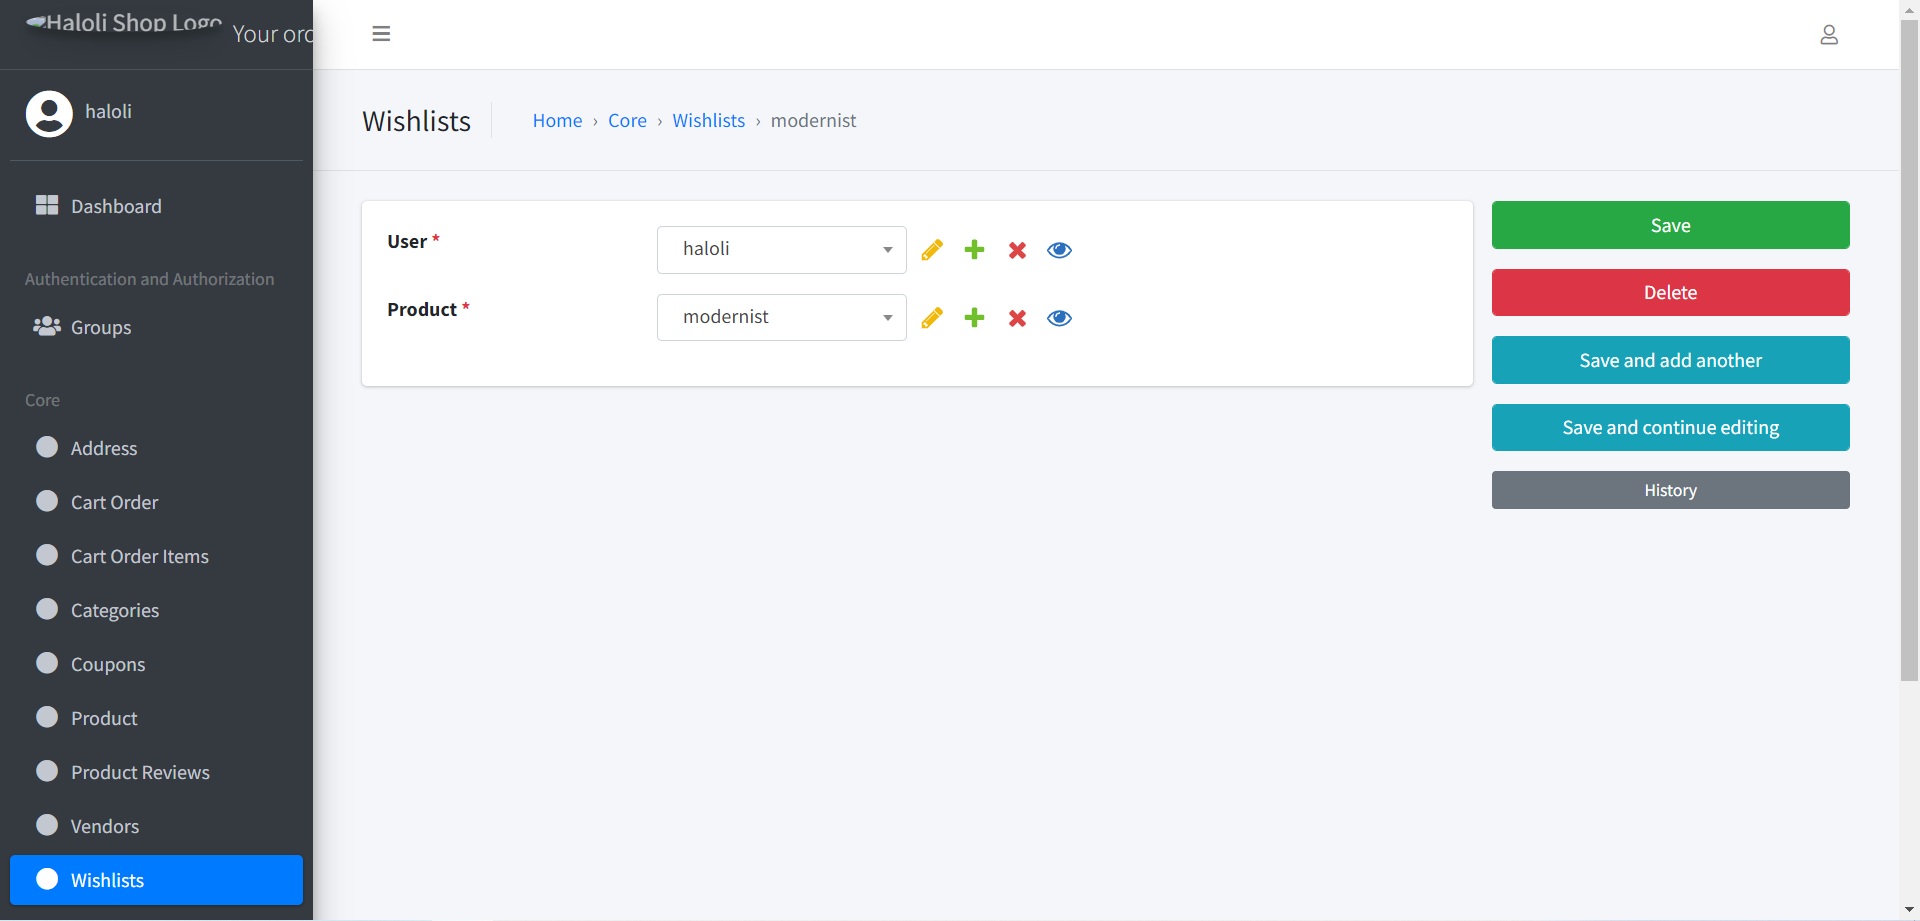 Haloli Shop Logo
Your
haloli
Dashboard
Authentication and Authorization
Groups
Core
Address
Cart Order
Cart Order Items
Categories
Coupons
Product
Product Reviews
Vendors
Wishlists
Wishlists
Home › Core › Wishlists › modernist
User * haloli
Product * modernist
Save
Delete
Save and add another
Save and continue editing
History